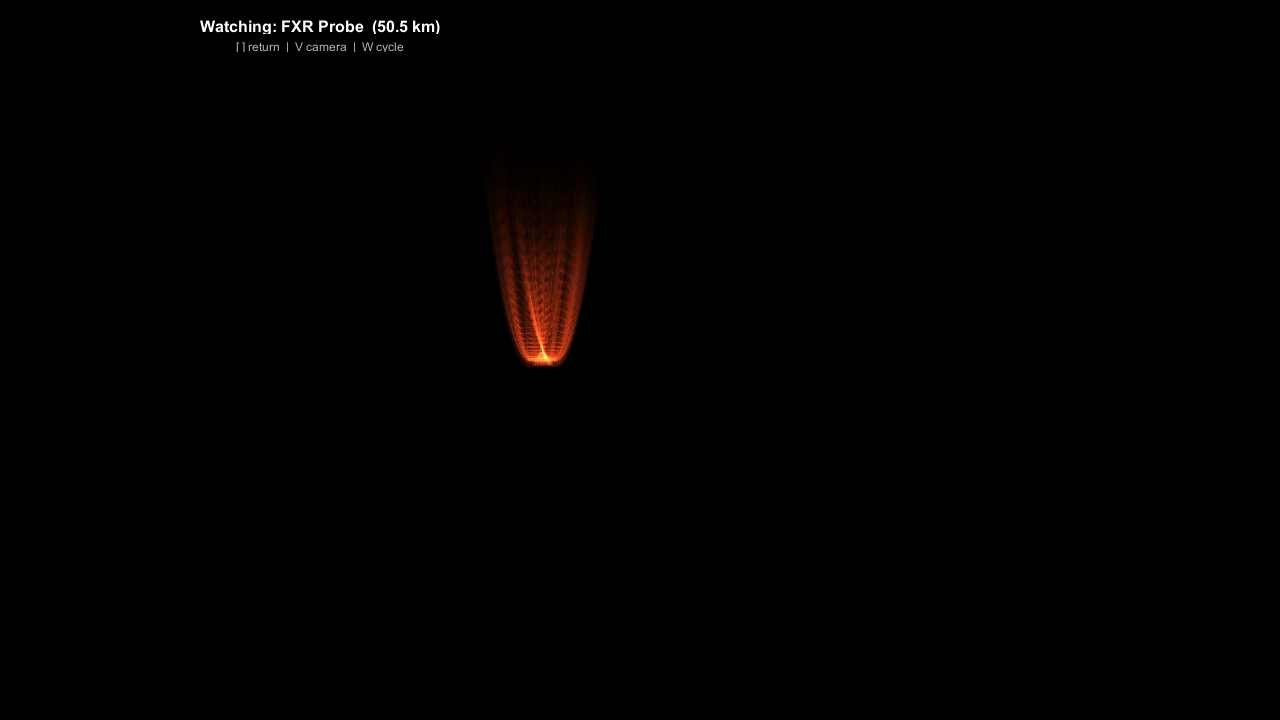 Watching: FXR Probe (50.5 km)
[ ] return | V camera | W cycle